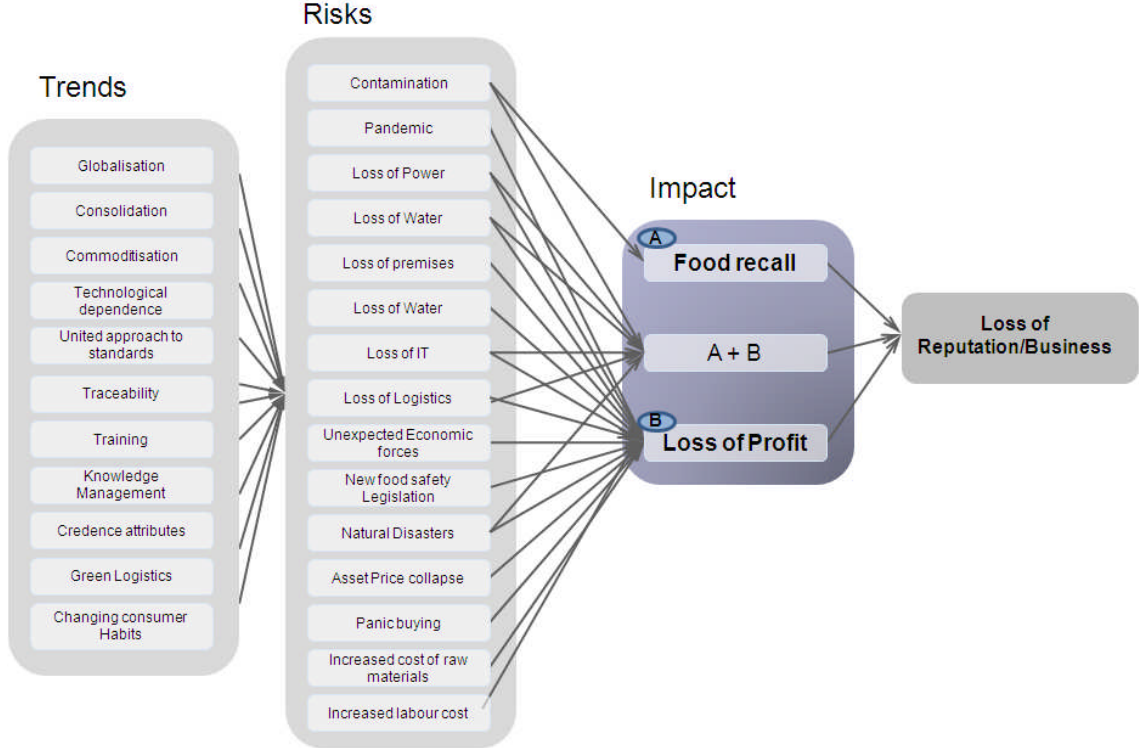 Risks
Trends
Impact
Globalisation
Consolidation
Commoditisation
Technological
dependence
United approach to
standards
Traceability
Training
Knowledge
Management
Credence attributes
Green Logistics
Changing consumer
Habits
Contamination
Pandemic
Loss of Power
Loss of Water
Loss of premises
Loss of Water
Loss of IT
Loss of Logistics
Unexpected Economic
forces
New food safety
Legislation
Natural Disasters
Asset Price collapse
Panic buying
Increased cost of raw
materials
Increased labour cost
A
Food recall
A + B
B
Loss of Profit
Loss of
Reputation/Business